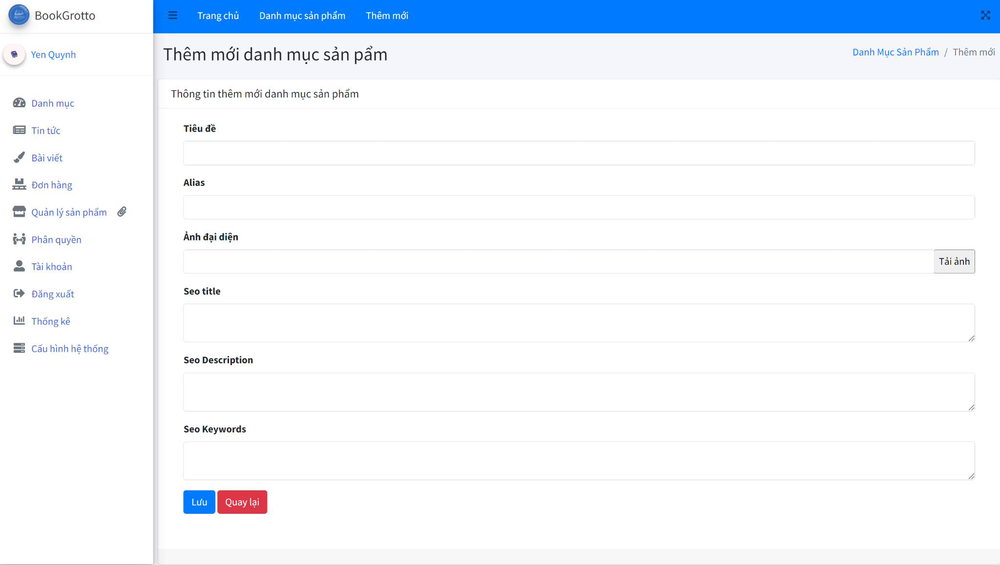 BookGrotto
Trang chủ
Danh mục sản phẩm
Thêm mới
Yen Quynh
Thêm mới danh mục sản pẩm
Danh Mục Sản Phẩm / Thêm mới
Danh mục
Tin tức
Bài viết
Đơn hàng
Quản lý sản phẩm
Phân quyền
Tài khoản
Đăng xuất
Thống kê
Cấu hình hệ thống
Thông tin thêm mới danh mục sản phẩm
Tiêu đề
Alias
Ảnh đại diện
Tải ảnh
Seo title
Seo Description
Seo Keywords
Lưu
Quay lại